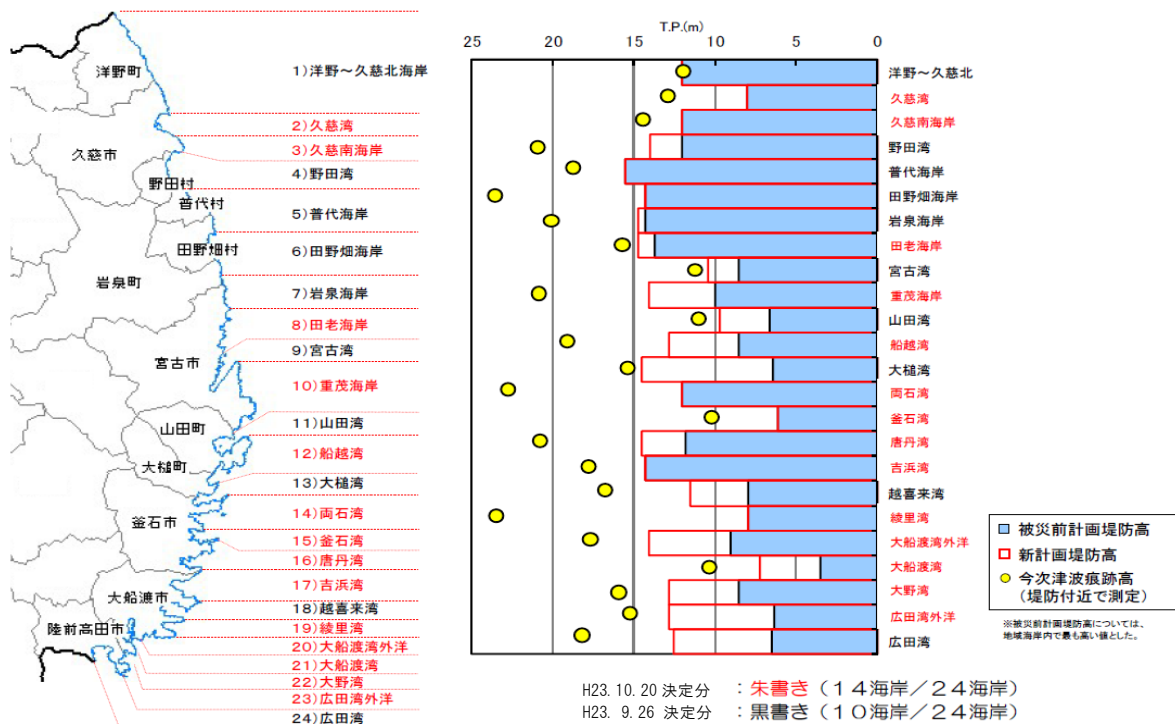 洋野町
久慈市
野田村
普代村
田野畑村
岩泉町
宮古市
山田町
大槌町
釜石市
大船渡市
陸前高田市
1)洋野～久慈北海岸
2)久慈湾
3)久慈南海岸
4)野田湾
5)普代海岸
6)田野畑海岸
7)岩泉海岸
8)田老海岸
9)宮古湾
10)重茂海岸
11)山田湾
12)船越湾
13)大槌湾
14)両石湾
15)釜石湾
16)唐丹湾
17)吉浜湾
18)越喜来湾
19)綾里湾
20)大船渡湾外洋
21)大船渡湾
22)大野湾
23)広田湾外洋
24)広田湾
T.P.(m)
25 20 15 10 5 0
洋野～久慈北
久慈湾
久慈南海岸
野田湾
普代海岸
田野畑海岸
岩泉海岸
田老海岸
宮古湾
重茂海岸
山田湾
船越湾
大槌湾
両石湾
釜石湾
唐丹湾
吉浜湾
越喜来湾
綾里湾
大船渡湾外洋
大船渡湾
大野湾
広田湾外洋
広田湾
被災前計画堤防高
新計画堤防高
今次津波痕跡高
(堤防付近で測定)
※被災前計画堤防高については、
地域海岸内で最も高い値とした。
H23.10.20 決定分 ：朱書き（１４海岸／２４海岸）
H23. 9.26 決定分 ：黒書き（１０海岸／２４海岸）